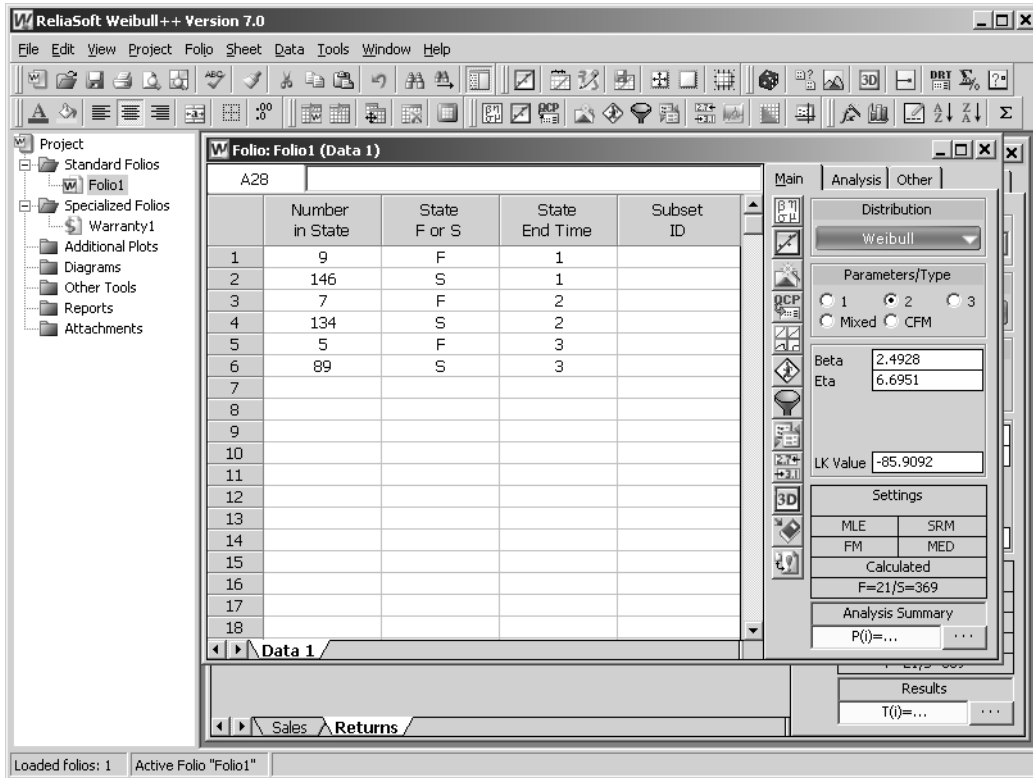 ReliaSoft Weibull++ Version 7.0
File Edit View Project Folio Sheet Data Tools Window Help
Project
Standard Folios
Folio1
Specialized Folios
Warranty1
Additional Plots
Diagrams
Other Tools
Reports
Attachments
Folio: Folio1 (Data 1)
A28
Number in State State F or S State End Time Subset ID
1 9 F 1
2 146 S 1
3 7 F 2
4 134 S 2
5 5 F 3
6 89 S 3
7
8
9
10
11
12
13
14
15
16
17
18
Data 1
Main Analysis Other
Distribution
Weibull
Parameters/Type
1 2 3
Mixed CFM
Beta 2.4928
Eta 6.6951
LK Value -85.9092
Settings
MLE SRM
FM MED
Calculated
F=21/S=369
Analysis Summary
P(i)=... ...
Results
T(i)=... ...
Sales Returns
Loaded folios: 1 Active Folio "Folio1"